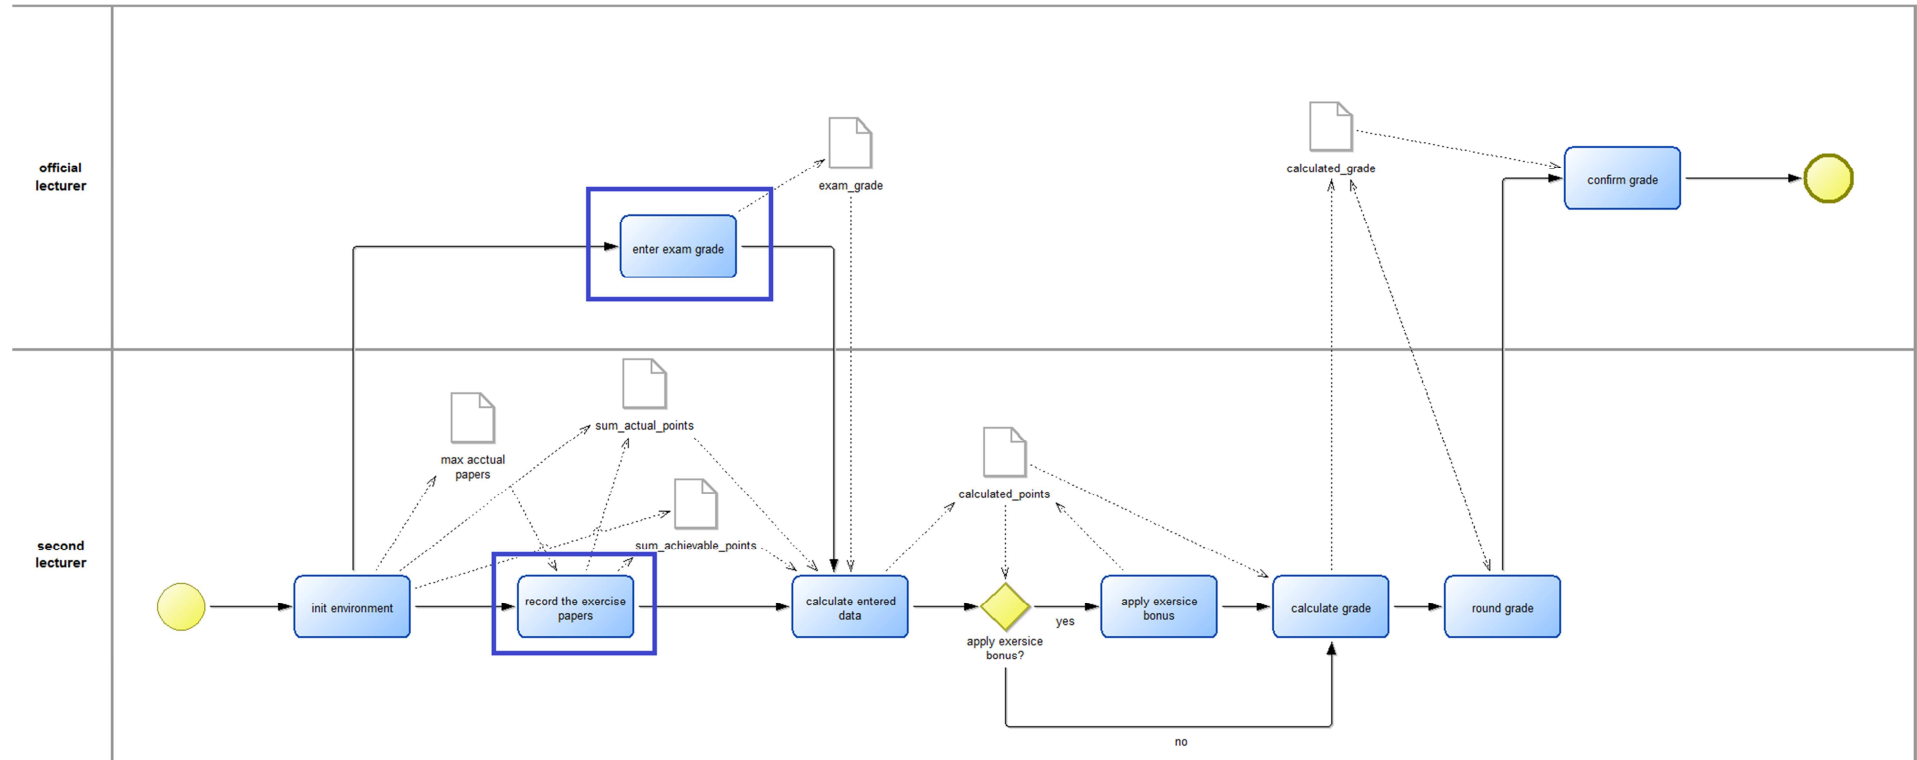 official
lecturer
exam_grade
calculated_grade
confirm grade
enter exam grade
second
lecturer
max acctual
papers
sum_actual_points
sum_achievable_points
calculated_points
init environment
record the exercise
papers
calculate entered
data
apply exersice
bonus?
yes
apply exersice
bonus
calculate grade
round grade
no